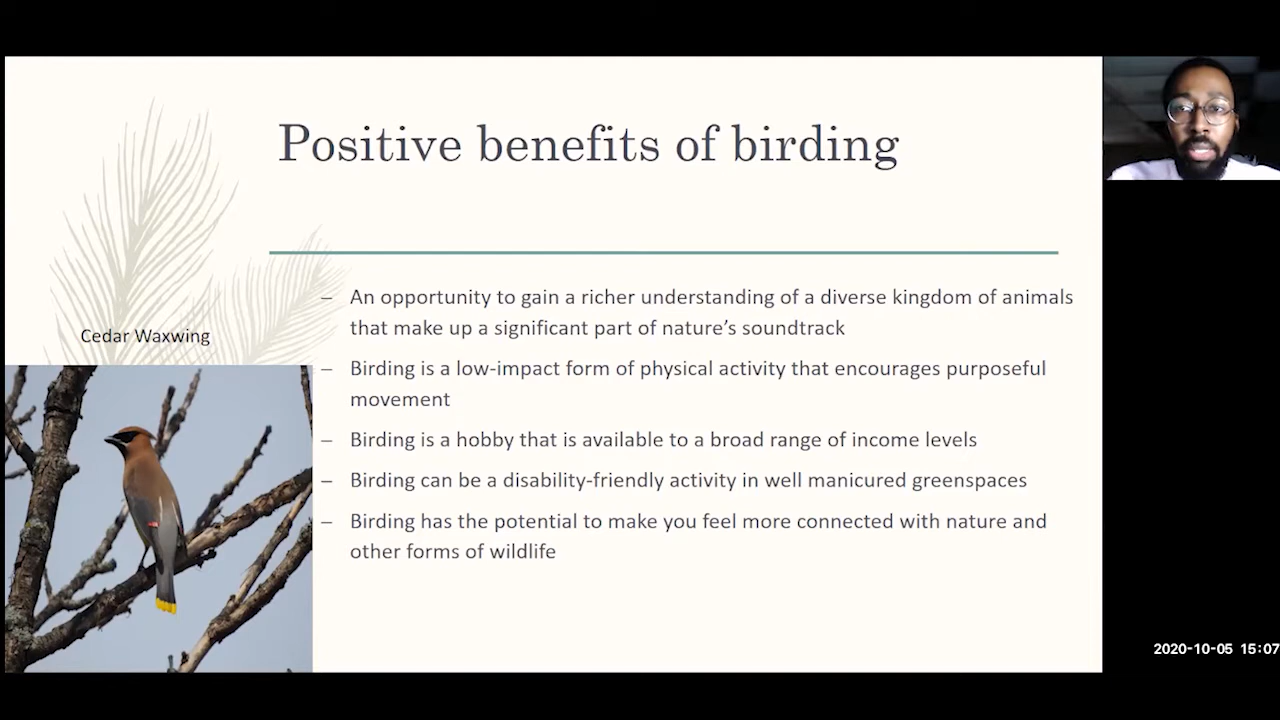 Positive benefits of birding
Cedar Waxwing
– An opportunity to gain a richer understanding of a diverse kingdom of animals
that make up a significant part of nature’s soundtrack
– Birding is a low-impact form of physical activity that encourages purposeful
movement
– Birding is a hobby that is available to a broad range of income levels
– Birding can be a disability-friendly activity in well manicured greenspaces
– Birding has the potential to make you feel more connected with nature and
other forms of wildlife
2020-10-05 15:07